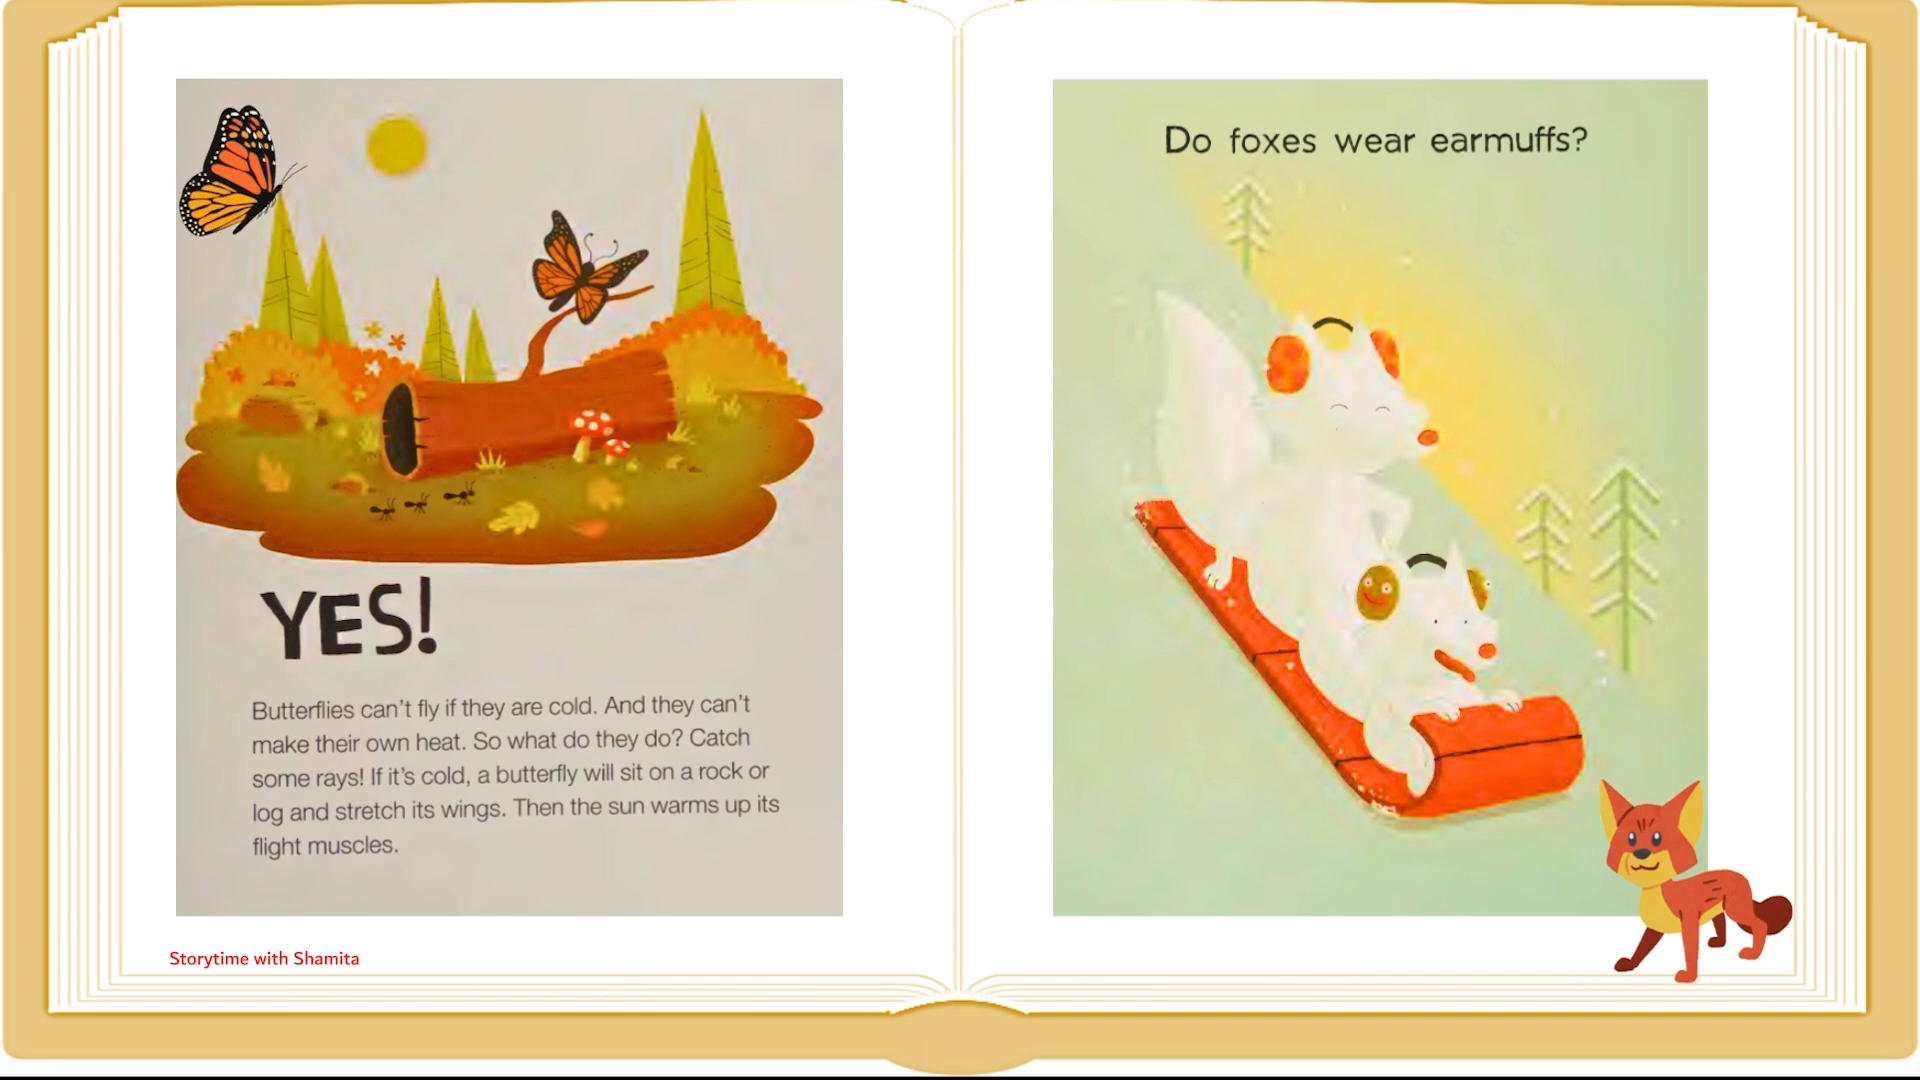 YES!
Butterflies can't fly if they are cold. And they can't
make their own heat. So what do they do? Catch
some rays! If it's cold, a butterfly will sit on a rock or
log and stretch its wings. Then the sun warms up its
flight muscles.
Storytime with Shamita
Do foxes wear earmuffs?